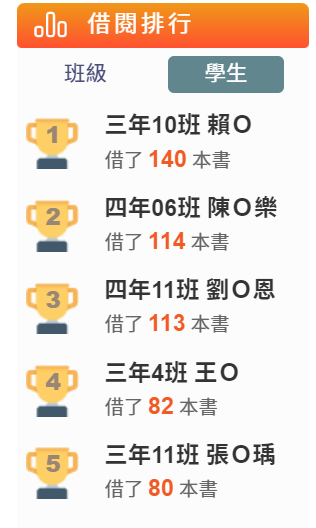 借閱排行
班級
學生
1
三年10班 賴O
借了 140 本書
2
四年06班 陳O樂
借了 114 本書
3
四年11班 劉O恩
借了 113 本書
4
三年4班 王O
借了 82 本書
5
三年11班 張O瑀
借了 80 本書